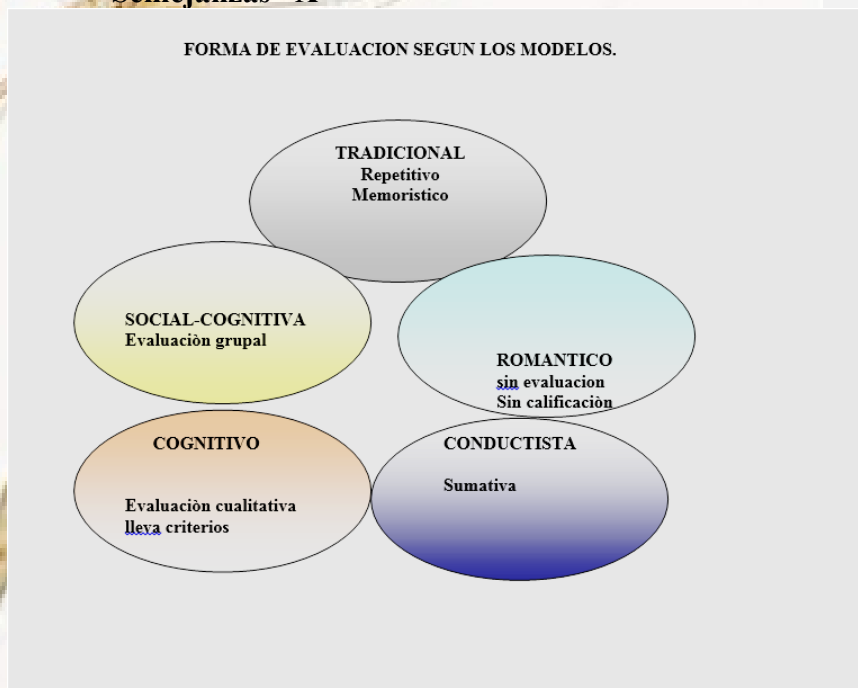 FORMA DE EVALUACION SEGUN LOS MODELOS.
TRADICIONAL
Repetitivo
Memoristico
SOCIAL-COGNITIVA
Evaluaciòn grupal
ROMANTICO
sin evaluacion
Sin calificaciòn
COGNITIVO
Evaluaciòn cualitativa
lleva criterios
CONDUCTISTA
Sumativa